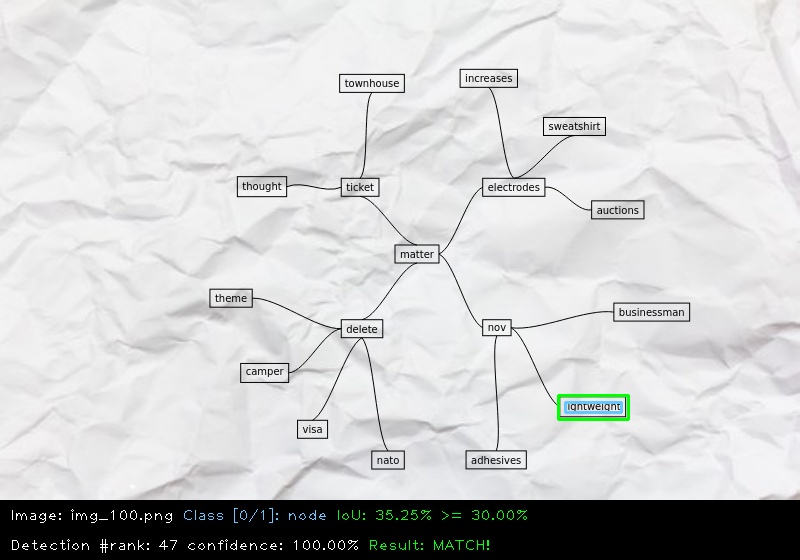 townhouse
increases
sweatshirt
thought
ticket
electrodes
auctions
matter
theme
delete
nov
businessman
camper
lightweight
visa
nato
adhesives
Image: img_100.png Class [0/1]: node IoU: 35.25% >= 30.00%
Detection #rank: 47 confidence: 100.00% Result: MATCH!